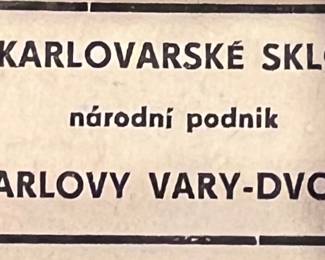 KARLOVARSKÉ SKL
národní podnik
ARLOVY VARY-DVO